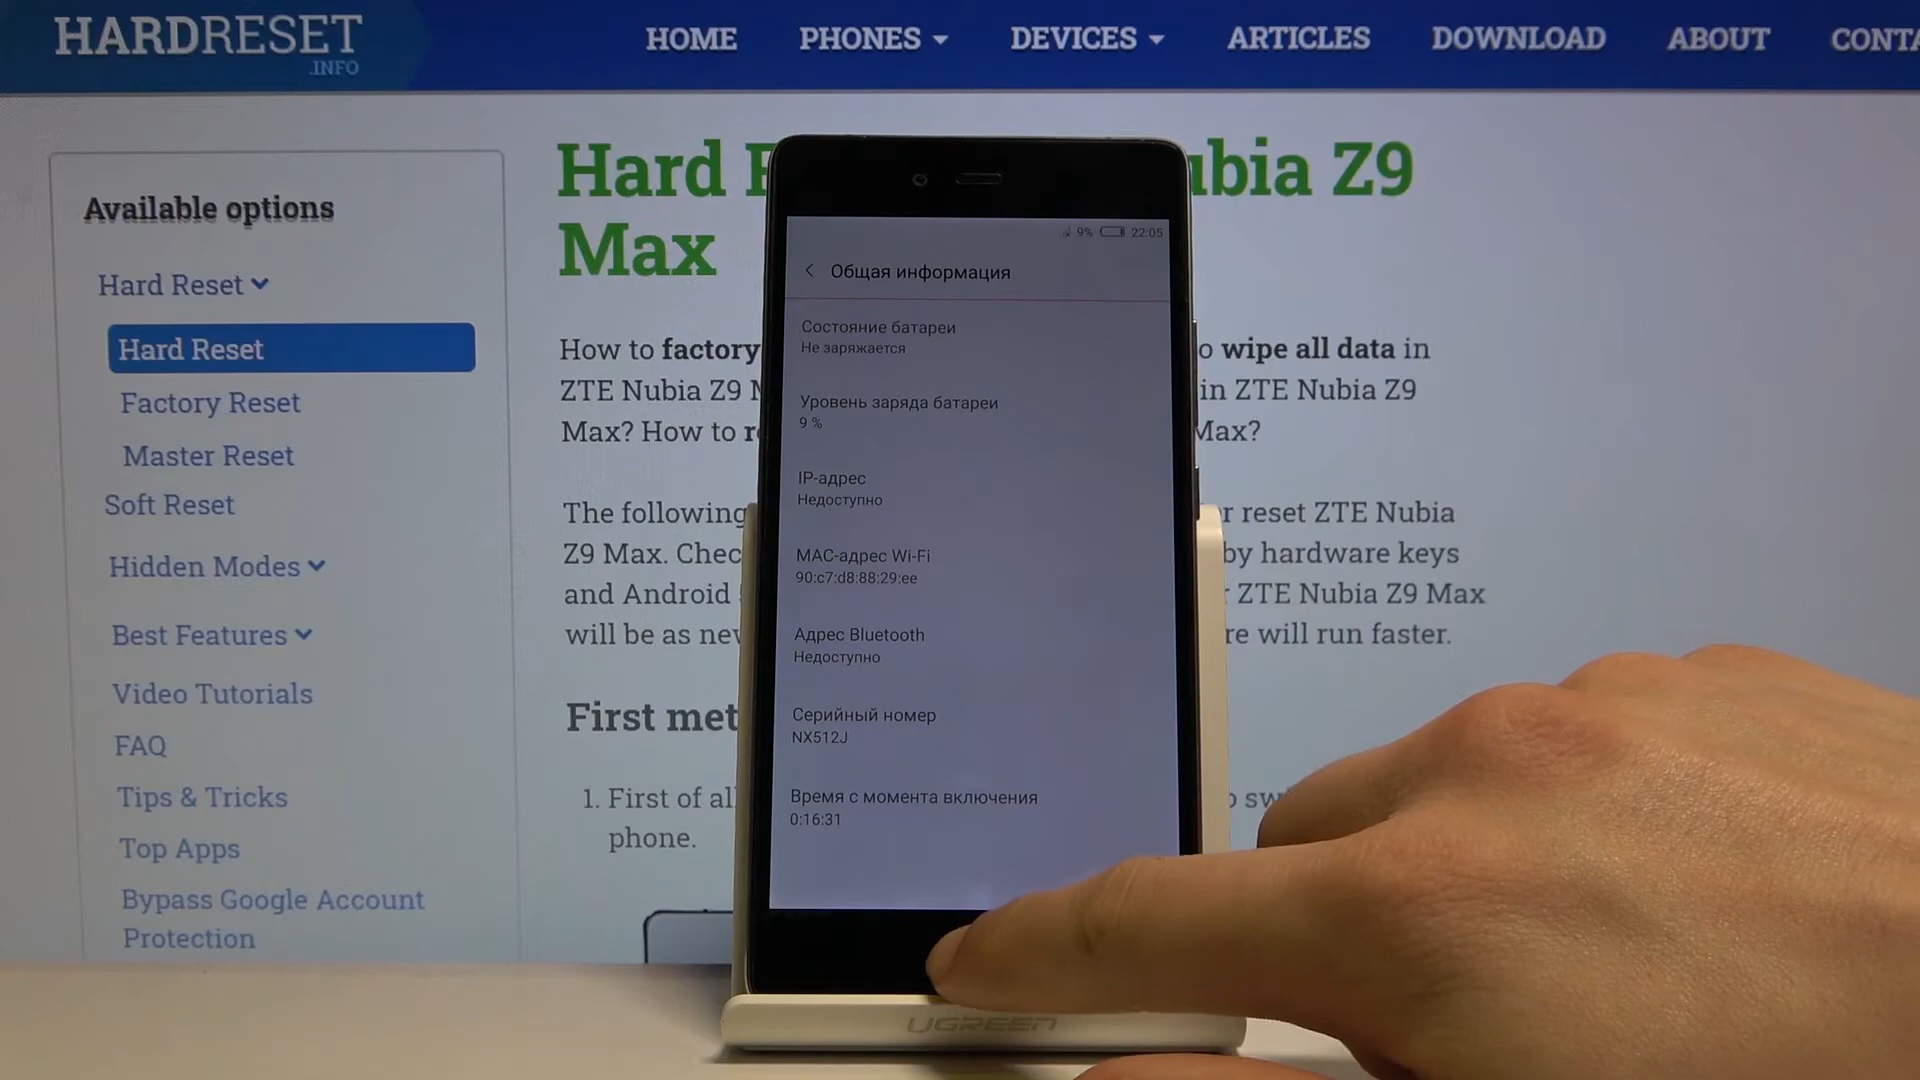 HARDRESET
.INFO
HOME
PHONES
DEVICES
ARTICLES
DOWNLOAD
ABOUT
Available options
Hard Reset
Hard Reset
Factory Reset
Master Reset
Soft Reset
Hidden Modes
Best Features
Video Tutorials
FAQ
Tips & Tricks
Top Apps
Bypass Google Account
Protection
Hard Z9
Max
How to factory wipe all data in
ZTE Nubia Z9 in ZTE Nubia Z9
Max? How to Max?
The following reset ZTE Nubia
Z9 Max. by hardware keys
and Android ZTE Nubia Z9 Max
will be as will run faster.
First
1. First of
phone.
9% 22:05
Общая информация
Состояние батареи
Не заряжается
Уровень заряда батареи
9 %
IP-адрес
Недоступно
MAC-адрес Wi-Fi
90:c7:d8:88:29:ee
Адрес Bluetooth
Недоступно
Серийный номер
NX512J
Время с момента включения
0:16:31
UGREEN